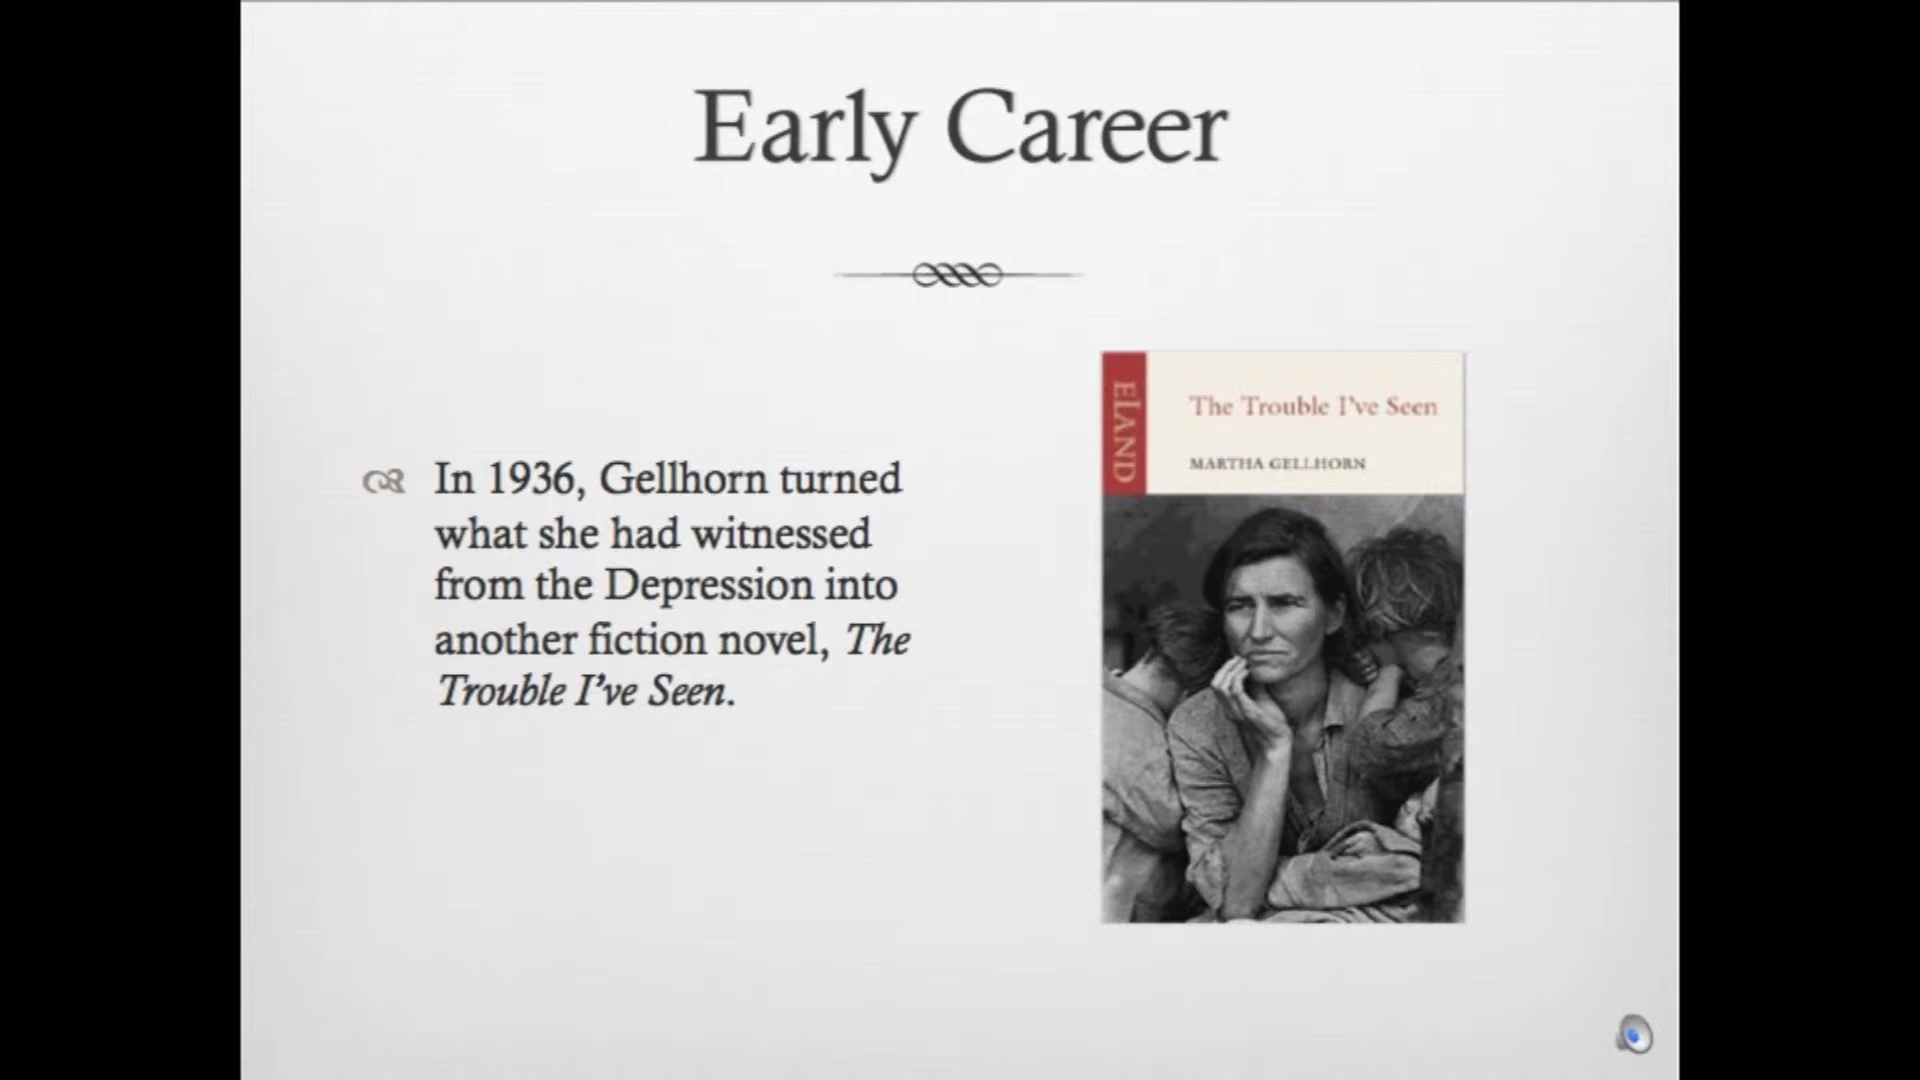 Early Career
In 1936, Gellhorn turned
what she had witnessed
from the Depression into
another fiction novel, The
Trouble I've Seen.
ELAND
The Trouble I've Seen
MARTHA GELLHORN